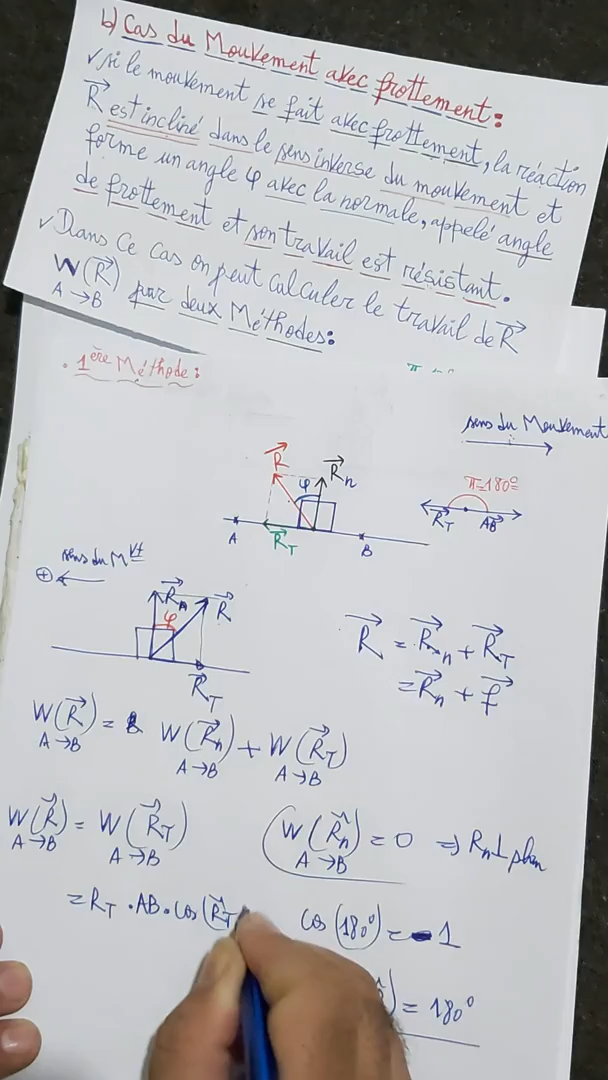 b) Cas du Mouvement avec frottement:
✓ si le mouvement se fait avec frottement, la réaction
R⃗ est incliné dans le sens inverse du mouvement et
forme un angle φ avec la normale, appelé angle
de frottement et son travail est résistant.
✓ Dans ce cas on peut calculer le travail de R⃗
W(R⃗) par deux Méthodes:
A→B
. 1ère Méthode:
sens du Mouvement
R⃗ φ R⃗n
π=180°
R⃗T AB⃗
A R⃗T B
sens du Mvt
⊕
R⃗n φ R⃗
R⃗T
R⃗ = R⃗n + R⃗T
= R⃗n + f⃗
W(R⃗) = W(R⃗n) + W(R⃗T)
A→B A→B A→B
W(R⃗) = W(R⃗T)
A→B A→B
(W(R⃗n) = 0 ⇒ Rn⊥plan
A→B
= RT . AB . cos(R⃗T
cos(180°) = -1
) = 180°